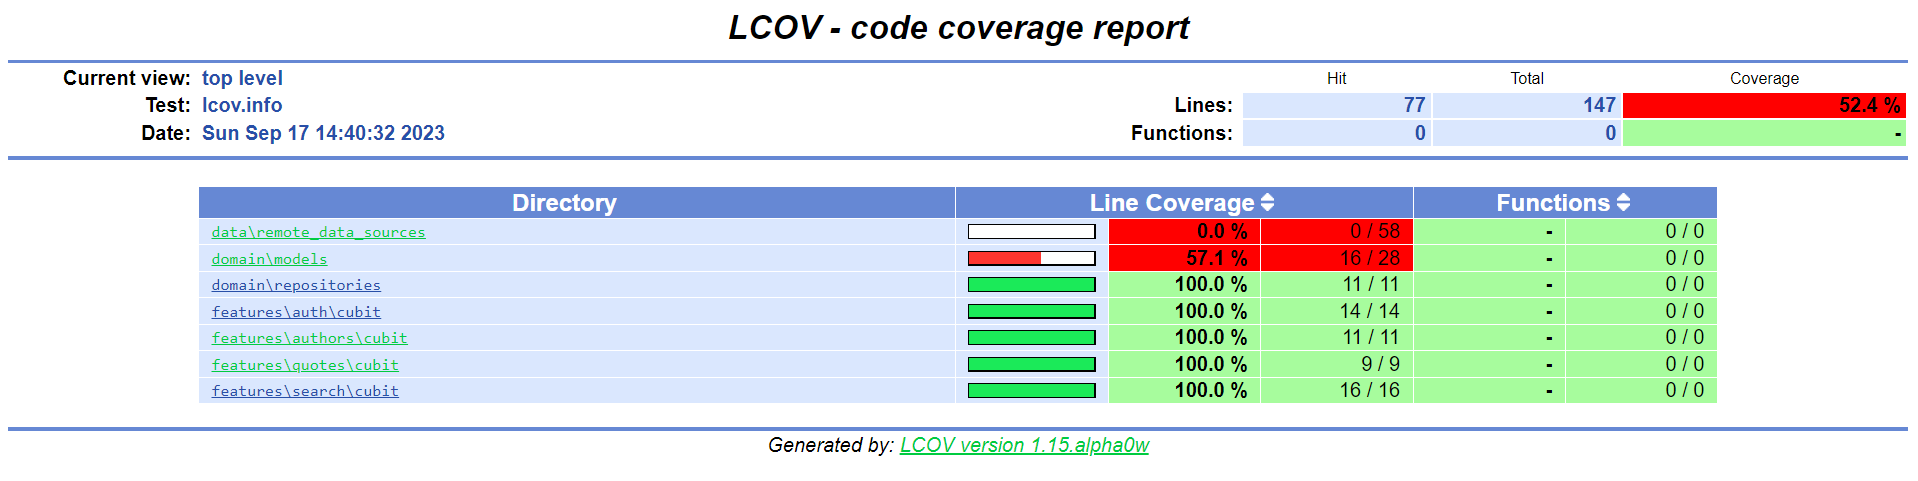 LCOV - code coverage report
Current view: top level Hit Total Coverage
Test: lcov.info Lines: 77 147 52.4 %
Date: Sun Sep 17 14:40:32 2023 Functions: 0 0 -
Directory Line Coverage Functions
data\remote_data_sources 0.0 % 0 / 58 - 0 / 0
domain\models 57.1 % 16 / 28 - 0 / 0
domain\repositories 100.0 % 11 / 11 - 0 / 0
features\auth\cubit 100.0 % 14 / 14 - 0 / 0
features\authors\cubit 100.0 % 11 / 11 - 0 / 0
features\quotes\cubit 100.0 % 9 / 9 - 0 / 0
features\search\cubit 100.0 % 16 / 16 - 0 / 0
Generated by: LCOV version 1.15.alpha0w